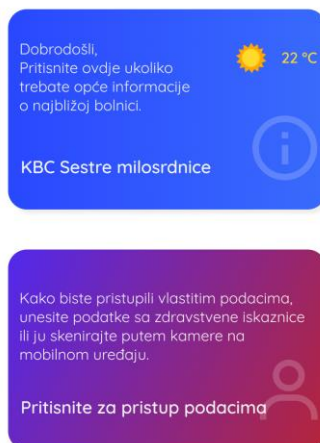 Dobrodošli,
Pritisnite ovdje ukoliko
trebate opće informacije
o najbližoj bolnici.
22 °C
KBC Sestre milosrdnice
Kako biste pristupili vlastitim podacima,
unesite podatke sa zdravstvene iskaznice
ili ju skenirajte putem kamere na
mobilnom uređaju.
Pritisnite za pristup podacima